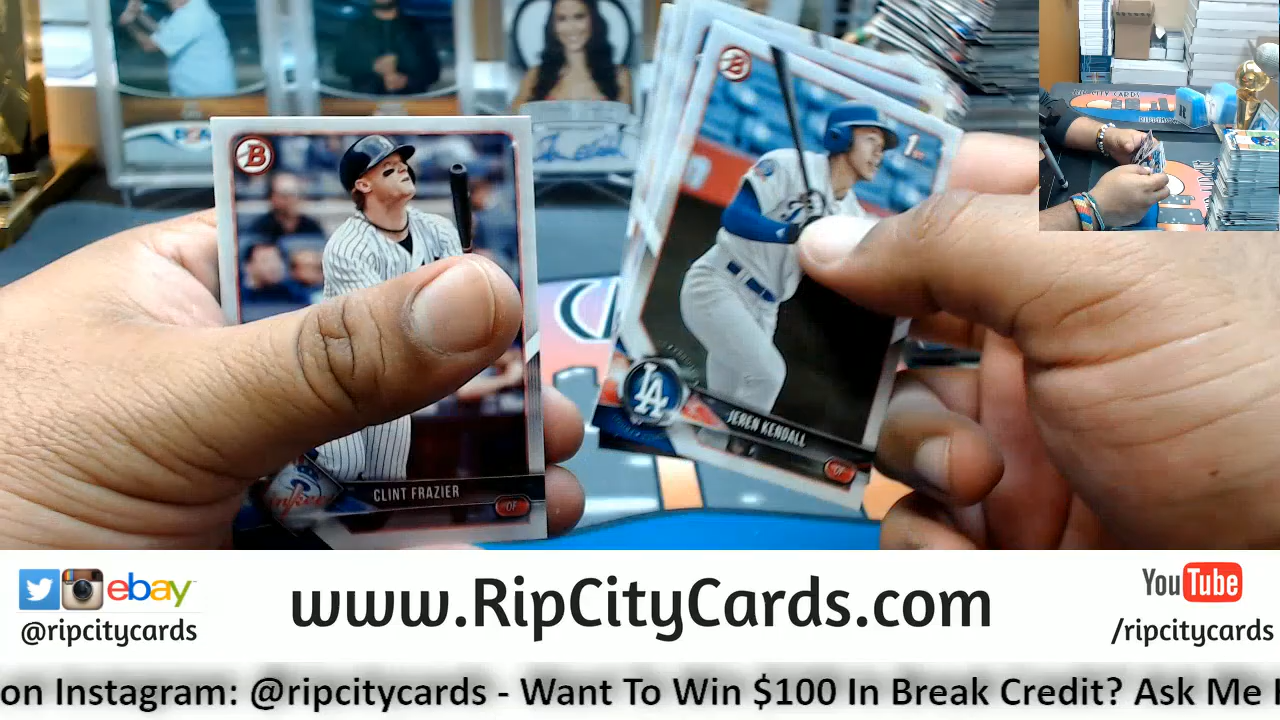 B
CLINT FRAZIER
OF
B
1st
LA
JEREN KENDALL
OF
ebay
@ripcitycards
www.RipCityCards.com
YouTube
/ripcitycards
on Instagram: @ripcitycards - Want To Win $100 In Break Credit? Ask Me